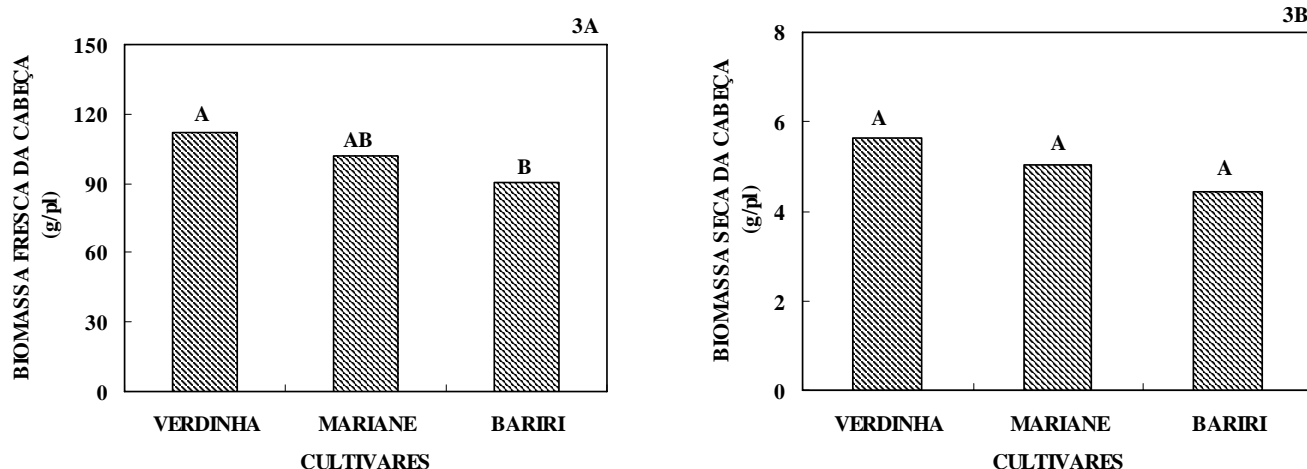 3A
BIOMASSA FRESCA DA CABEÇA
(g/pl)
150
120
90
60
30
0
A
AB
B
VERDINHA MARIANE BARIRI
CULTIVARES
3B
BIOMASSA SECA DA CABEÇA
(g/pl)
8
6
4
2
0
A
A
A
VERDINHA MARIANE BARIRI
CULTIVARES